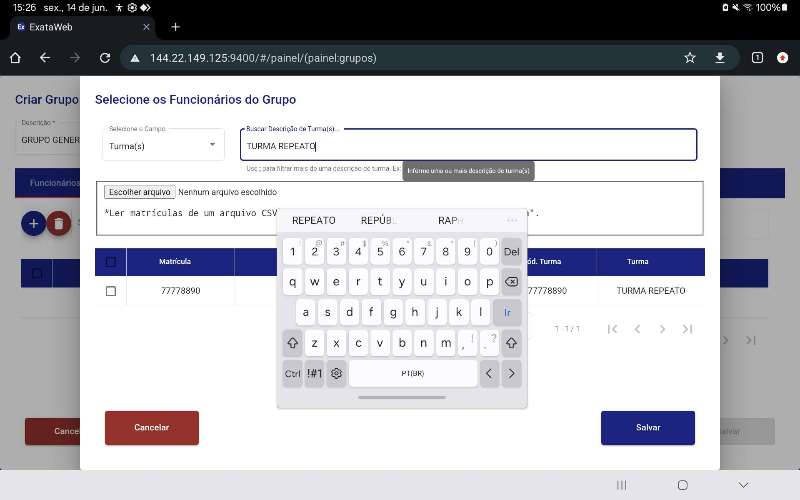 15:26 sex., 14 de jun.
100%
ExataWeb
144.22.149.125:9400/#/painel/(painel:grupos)
1
Criar Grupo
Selecione os Funcionários do Grupo
Descrição *
GRUPO GENER
Selecione o Campo
Turma(s)
Buscar Descrição de Turma(s)...
TURMA REPEATO
Use ; para filtrar mais de uma descrição de turma. Ex:
Informe uma ou mais descrição de turma(s)
Funcionários
Escolher arquivo Nenhum arquivo escolhido
*Ler matrículas de um arquivo CSV
".
REPEATO REPÚBL RAPH ...
Matrícula
ód. Turma
Turma
77778890
77778890
TURMA REPEATO
1 2 3 4 5 6 7 8 9 0 Del
q w e r t y u i o p
a s d f g h j k l Ir
z x c v b n m , ! . ?
Ctrl !#1 PT(BR)
1 - 1 / 1
Cancelar
Salvar
Cance
alvar